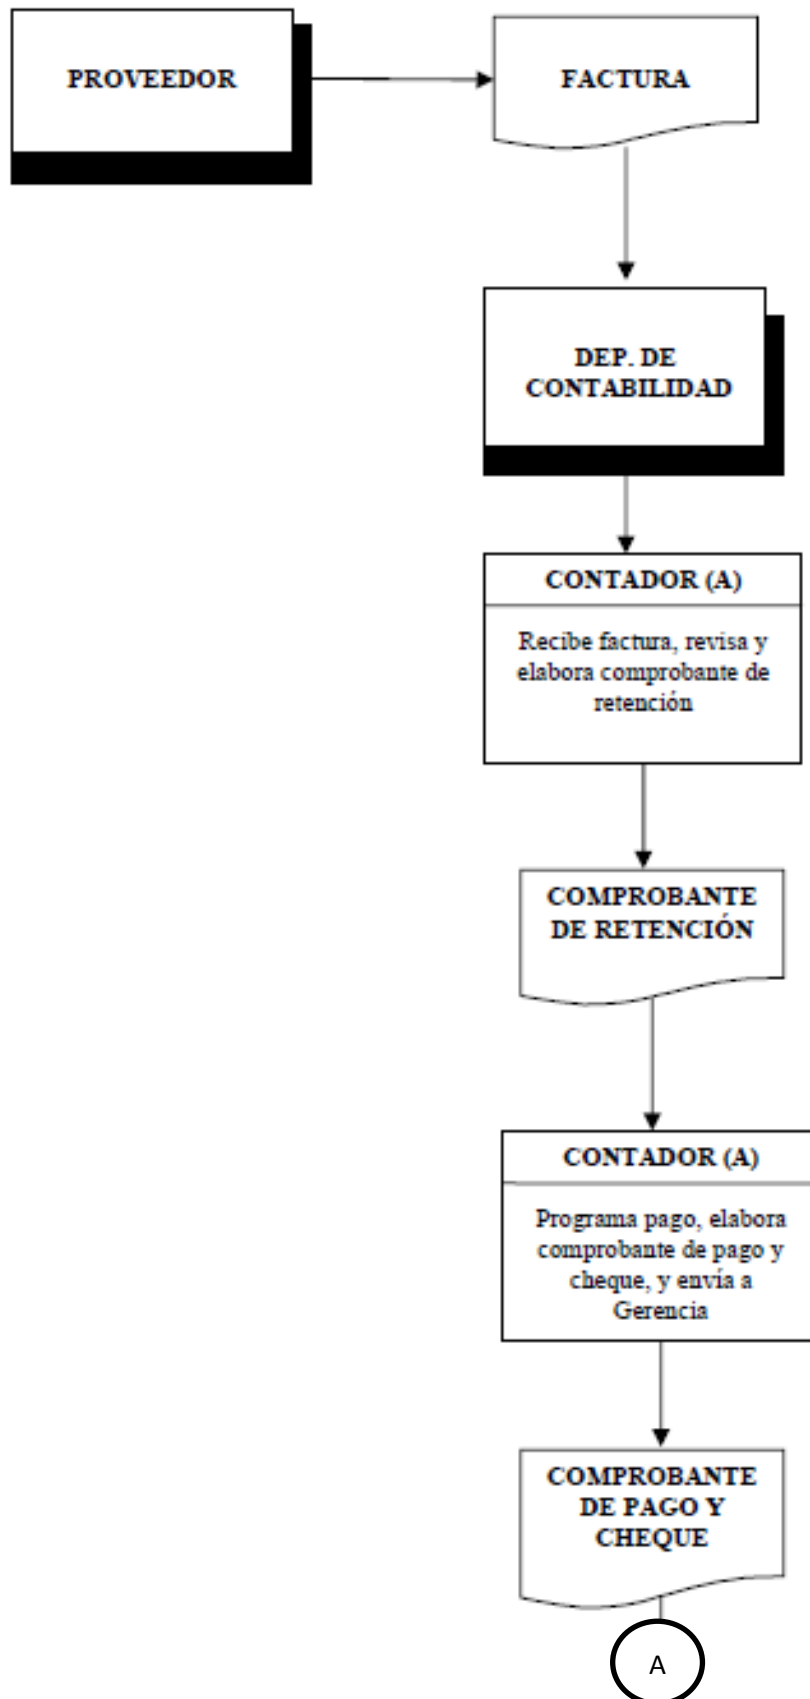 PROVEEDOR
FACTURA
DEP. DE
CONTABILIDAD
CONTADOR (A)
Recibe factura, revisa y
elabora comprobante de
retención
COMPROBANTE
DE RETENCIÓN
CONTADOR (A)
Programa pago, elabora
comprobante de pago y
cheque, y envía a
Gerencia
COMPROBANTE
DE PAGO Y
CHEQUE
A